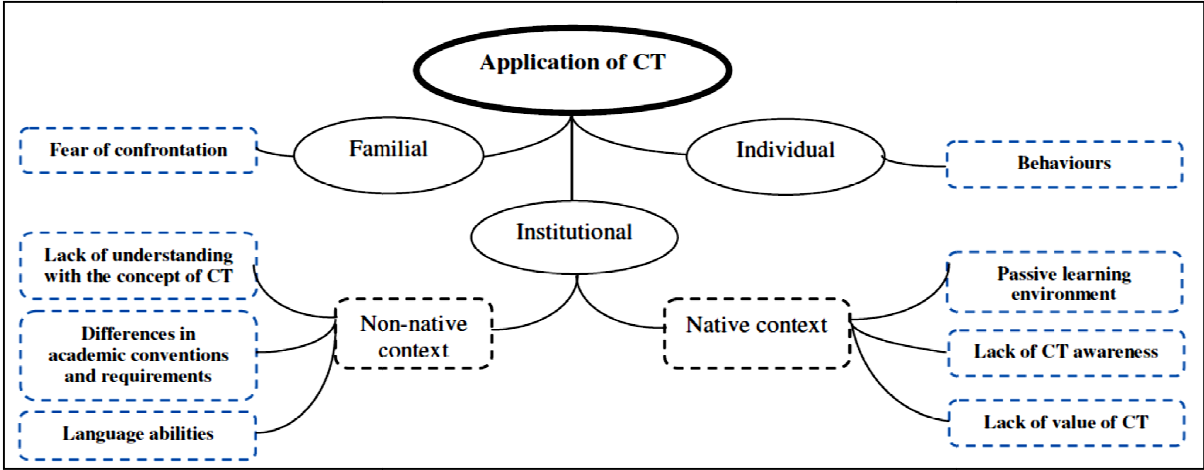 Application of CT
Fear of confrontation
Familial
Individual
Behaviours
Institutional
Lack of understanding
with the concept of CT
Differences in
academic conventions
and requirements
Language abilities
Non-native
context
Native context
Passive learning
environment
Lack of CT awareness
Lack of value of CT